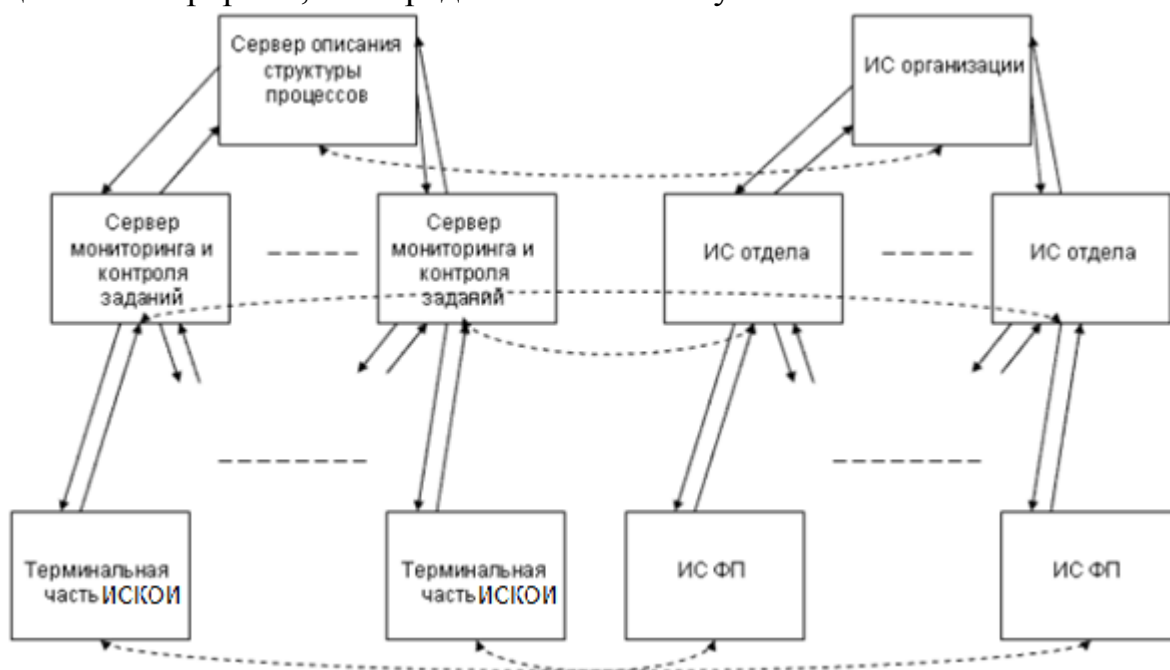 Сервер описания
структуры
процессов
ИС организации
Сервер
мониторинга и
контроля
заданий
Сервер
мониторинга и
контроля
заданий
ИС отдела
ИС отдела
Терминальная
часть ИСКОИ
Терминальная
часть ИСКОИ
ИС ФП
ИС ФП